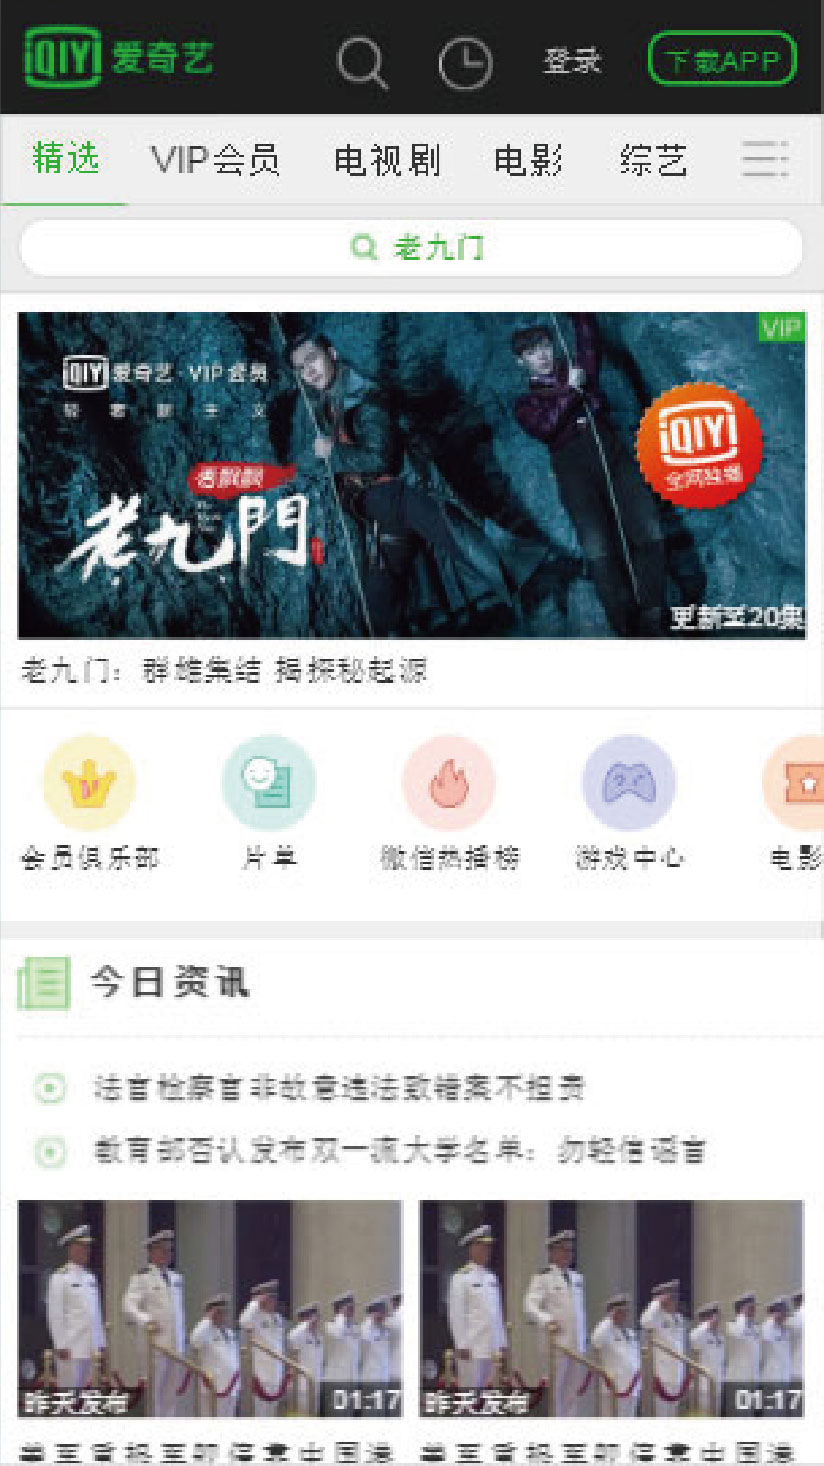 iQIYI 爱奇艺 登录 下载APP
精选 VIP会员 电视剧 电影 综艺
老九门
VIP
iQIYI 爱奇艺 · VIP会员
轻奢新主义
QIYI
全网独播
老九門
更新至20集
老九门：群雄集结 揭探秘起源
会员俱乐部 片单 微信热播榜 游戏中心 电影
今日资讯
法官检察官非故意违法致错案不担责
教育部否认发布双一流大学名单：勿轻信谣言
昨天发布 01:17 昨天发布 01:17